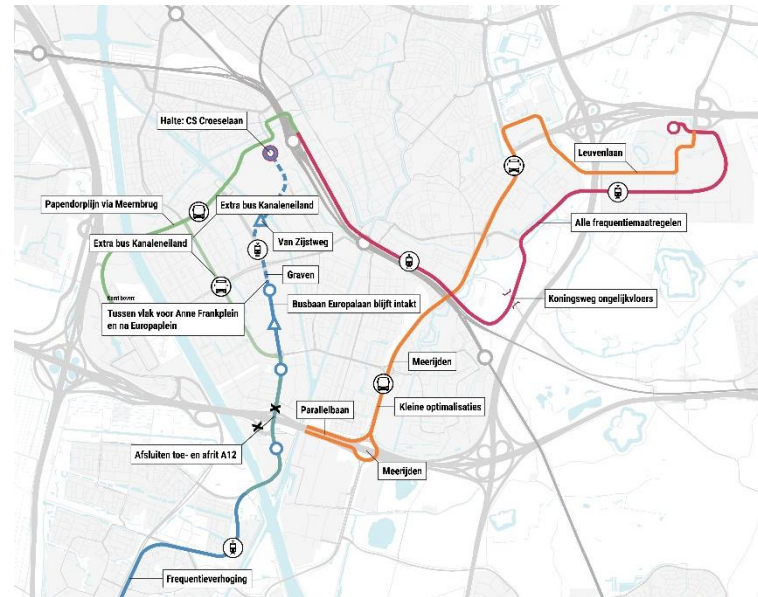 Halte: CS Croeselaan
Leuvenlaan
Papendorplijn via Meernbrug
Extra bus Kanaleneiland
Van Zijstweg
Alle frequentiemaatregelen
Extra bus Kanaleneiland
Graven
Koningsweg ongelijkvloers
Busbaan Europalaan blijft intakt
Tussen vlak voor Anne Frankplein
en na Europaplein
Meerijden
Kleine optimalisaties
Parallelbaan
Afsluiten toe- en afrit A12
Meerijden
Frequentieverhoging